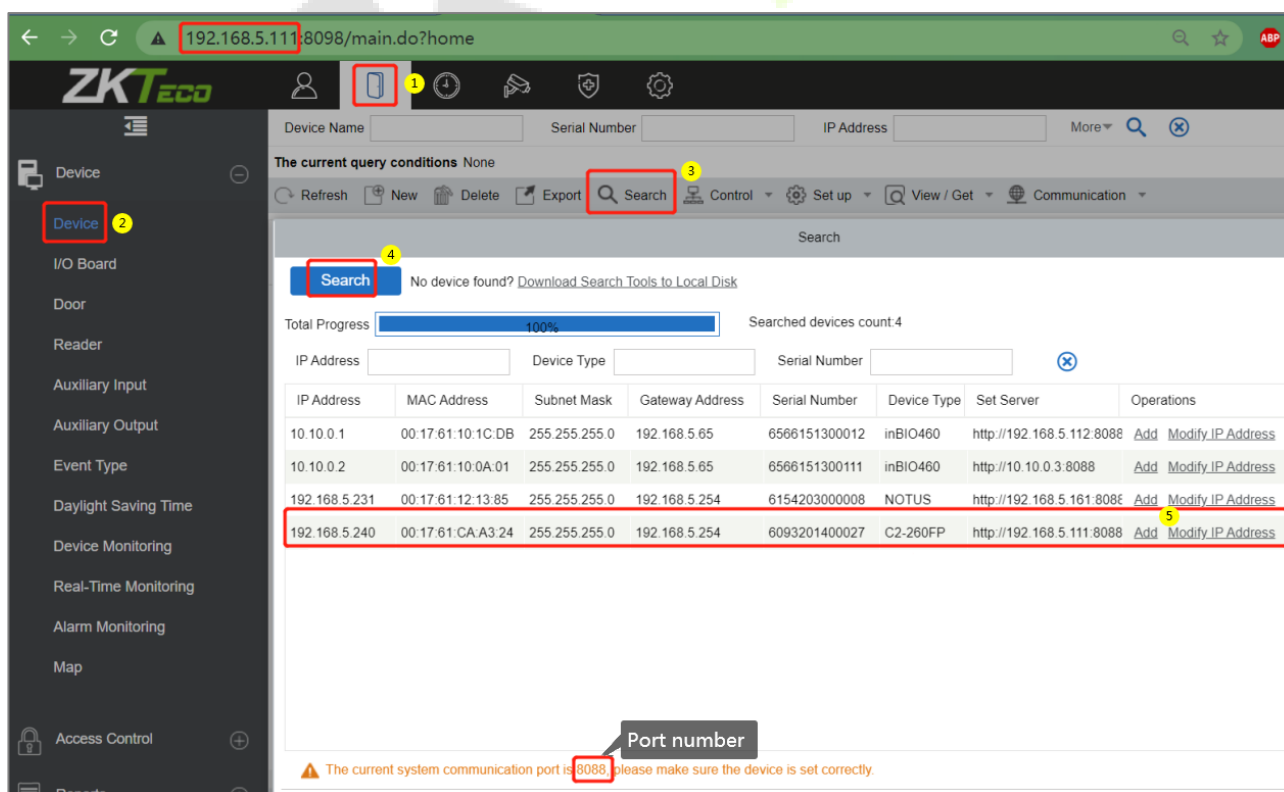 192.168.5.111:8098/main.do?home
ABP
ZKTeco
1
Device Name Serial Number IP Address More
The current query conditions None
3
Refresh New Delete Export Search Control Set up View / Get Communication
Device
Device 2
I/O Board
Door
Reader
Auxiliary Input
Auxiliary Output
Event Type
Daylight Saving Time
Device Monitoring
Real-Time Monitoring
Alarm Monitoring
Map
Access Control
Reports
Search
4
Search No device found? Download Search Tools to Local Disk
Total Progress 100% Searched devices count:4
IP Address Device Type Serial Number
IP Address MAC Address Subnet Mask Gateway Address Serial Number Device Type Set Server Operations
10.10.0.1 00:17:61:10:1C:DB 255.255.255.0 192.168.5.65 6566151300012 inBIO460 http://192.168.5.112:8088 Add Modify IP Address
10.10.0.2 00:17:61:10:0A:01 255.255.255.0 192.168.5.65 6566151300111 inBIO460 http://10.10.0.3:8088 Add Modify IP Address
192.168.5.231 00:17:61:12:13:85 255.255.255.0 192.168.5.254 6154203000008 NOTUS http://192.168.5.161:8088 Add Modify IP Address
5
192.168.5.240 00:17:61:CA:A3:24 255.255.255.0 192.168.5.254 6093201400027 C2-260FP http://192.168.5.111:8088 Add Modify IP Address
Port number
The current system communication port is 8088, please make sure the device is set correctly.